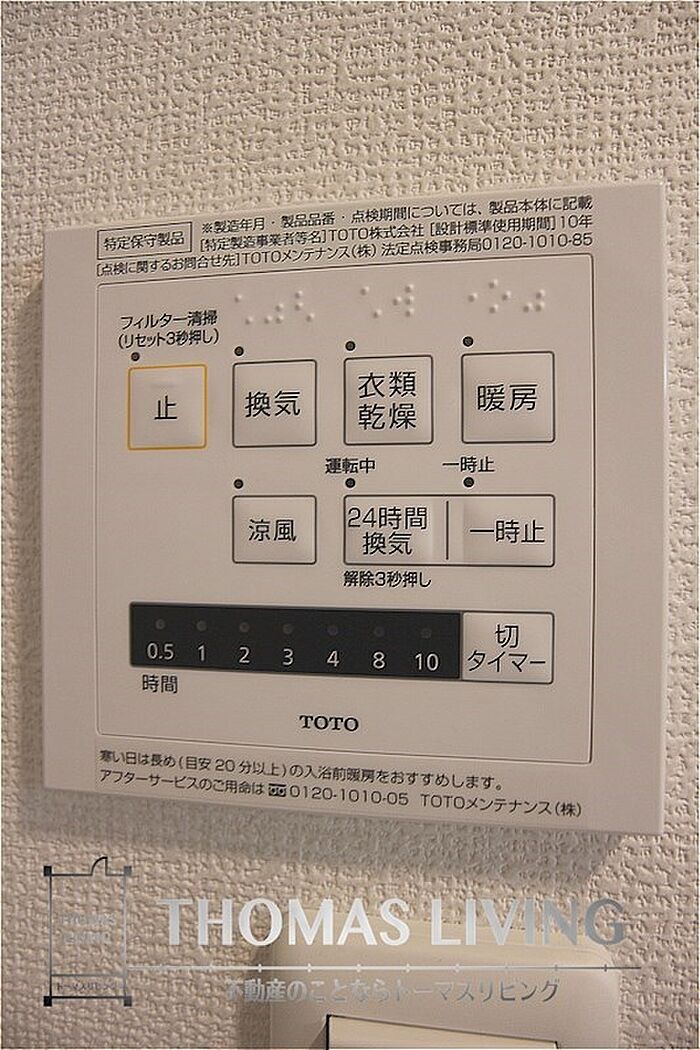 ※製造年月・製品品番・点検期間については、製品本体に記載
特定保守製品
[特定製造事業者等名]TOTO株式会社 [設計標準使用期間]10年
[点検に関するお問合せ先]TOTOメンテナンス(株) 法定点検事務局0120-1010-85
フィルター清掃
(リセット3秒押し)
止
換気
衣類
乾燥
暖房
運転中
一時止
涼風
24時間
換気
一時止
解除3秒押し
0.5 1 2 3 4 8 10
切
タイマー
時間
TOTO
寒い日は長め(目安20分以上)の入浴前暖房をおすすめします。
アフターサービスのご用命は 0120-1010-05 TOTOメンテナンス(株)
THOMAS LIVING
THOMAS
LIVING
トーマスリビング
不動産のことならトーマスリビング